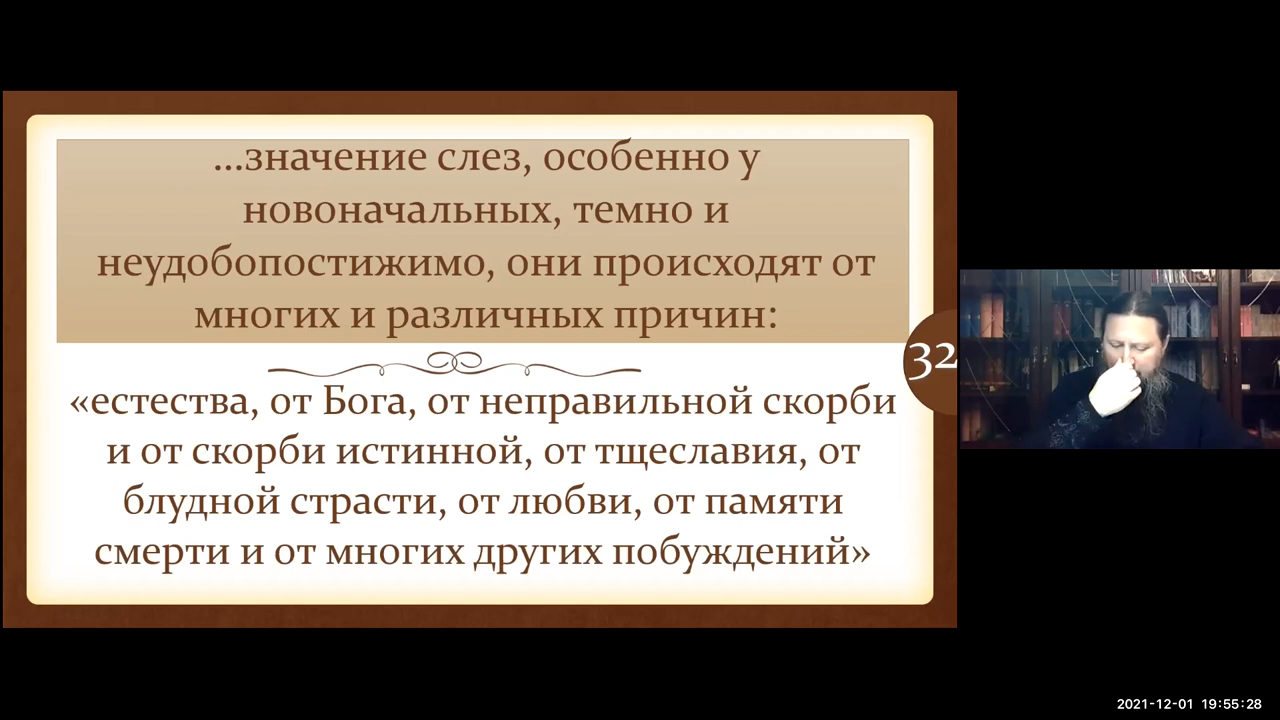 ...значение слез, особенно у
новоначальных, темно и
неудобопостижимо, они происходят от
многих и различных причин:
«естества, от Бога, от неправильной скорби
и от скорби истинной, от тщеславия, от
блудной страсти, от любви, от памяти
смерти и от многих других побуждений»
32
2021-12-01 19:55:28